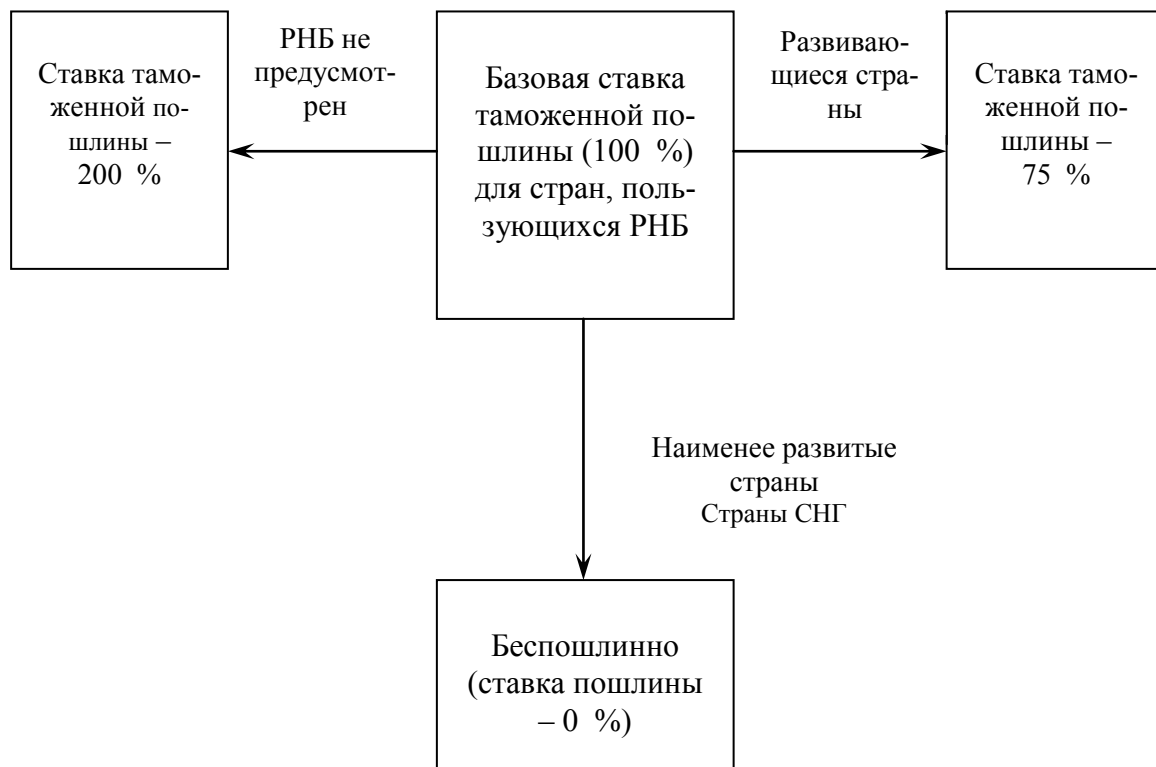 Ставка тамо-
женной по-
шлины –
200 %
РНБ не
предусмот-
рен
Базовая ставка
таможенной по-
шлины (100 %)
для стран, поль-
зующихся РНБ
Развиваю-
щиеся стра-
ны
Ставка тамо-
женной по-
шлины –
75 %
Наименее развитые
страны
Страны СНГ
Беспошлинно
(ставка пошлины
– 0 %)